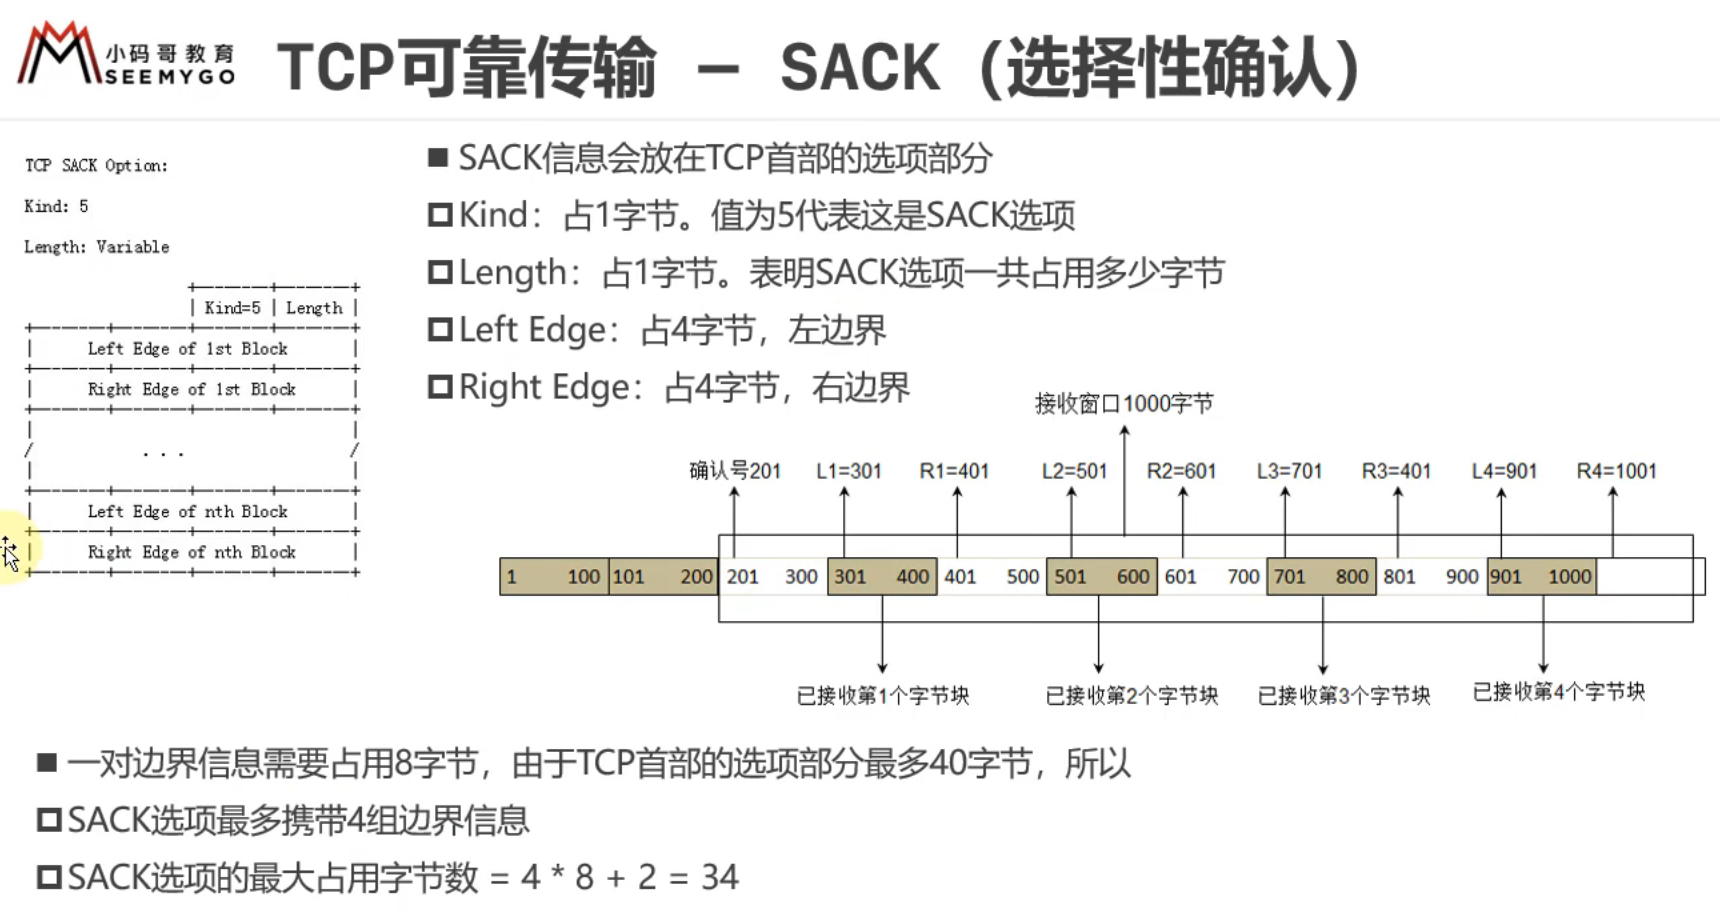 小码哥教育
SEEMYGO
TCP可靠传输 – SACK（选择性确认）
TCP SACK Option:
Kind: 5
Length: Variable
Kind=5 | Length
Left Edge of 1st Block
Right Edge of 1st Block
...
Left Edge of nth Block
Right Edge of nth Block
SACK信息会放在TCP首部的选项部分
Kind：占1字节。值为5代表这是SACK选项
Length：占1字节。表明SACK选项一共占用多少字节
Left Edge：占4字节，左边界
Right Edge：占4字节，右边界
接收窗口1000字节
确认号201 L1=301 R1=401 L2=501 R2=601 L3=701 R3=401 L4=901 R4=1001
1 100 101 200 201 300 301 400 401 500 501 600 601 700 701 800 801 900 901 1000
已接收第1个字节块 已接收第2个字节块 已接收第3个字节块 已接收第4个字节块
一对边界信息需要占用8字节，由于TCP首部的选项部分最多40字节，所以
SACK选项最多携带4组边界信息
SACK选项的最大占用字节数 = 4 * 8 + 2 = 34